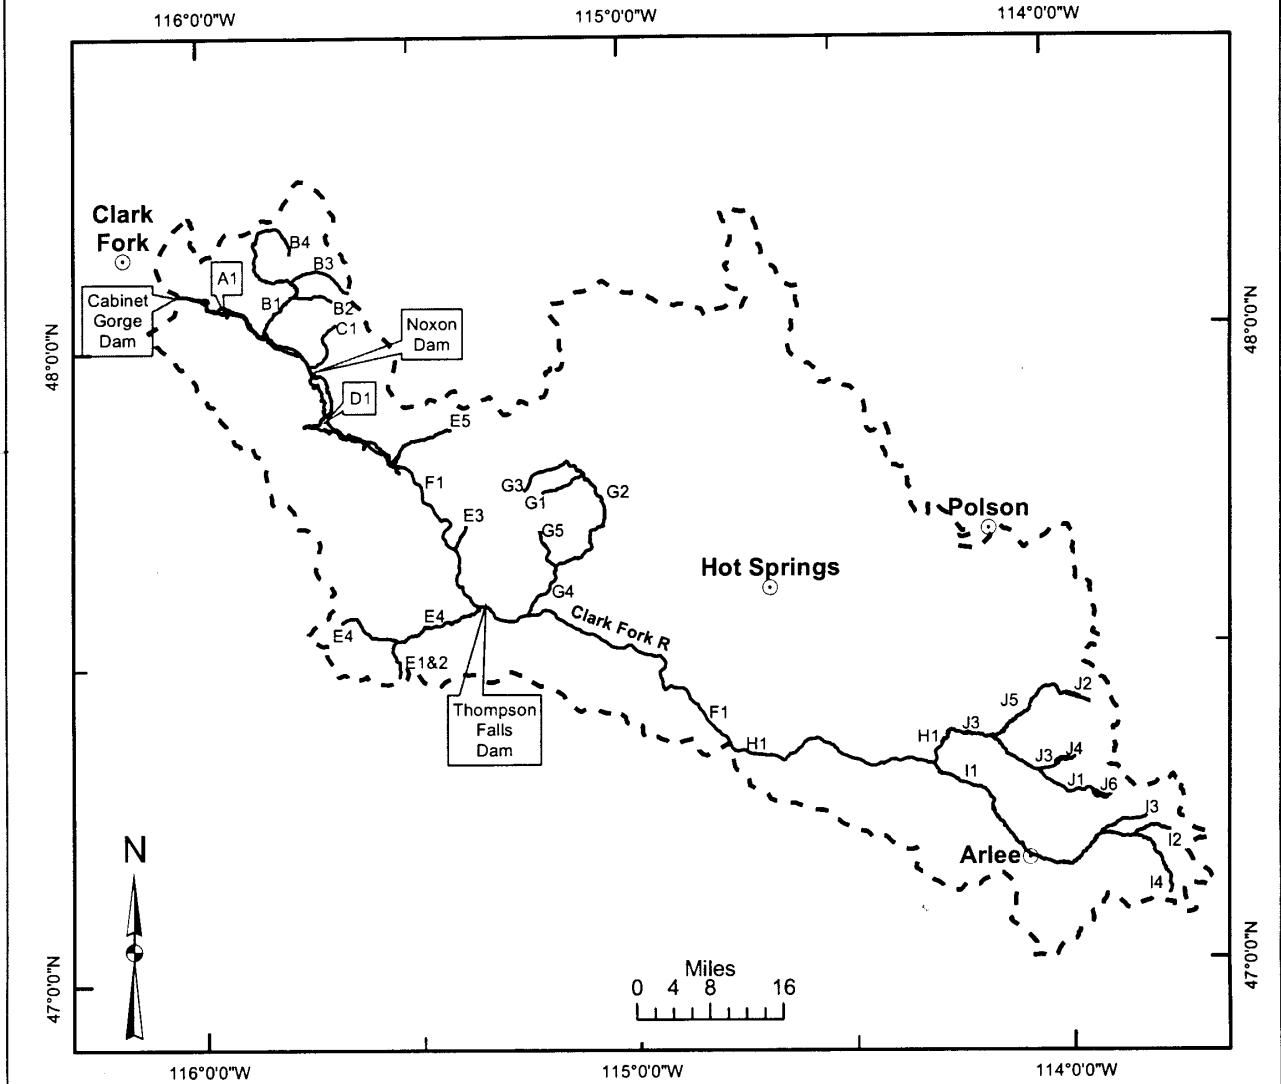 116°0'0"W
115°0'0"W
114°0'0"W
Clark
Fork
B4
B3
A1
Cabinet
Gorge
Dam
B1
B2
C1
Noxon
Dam
48°0'0"N
48°0'0"N
D1
E5
F1
G3
G1
G2
E3
G5
Polson
Hot Springs
G4
E4
E4
Clark Fork R
E1&2
J2
J5
Thompson
Falls
Dam
F1
H1
H1
J3
J3
J4
I1
J1
J6
I3
I2
Arlee
I4
N
47°0'0"N
47°0'0"N
Miles
0 4 8 16
116°0'0"W
115°0'0"W
114°0'0"W